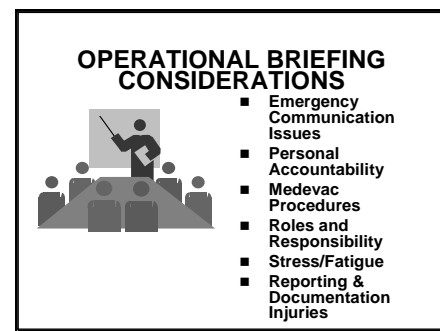 OPERATIONAL BRIEFING
CONSIDERATIONS
■ Emergency
Communication
Issues
■ Personal
Accountability
■ Medevac
Procedures
■ Roles and
Responsibility
■ Stress/Fatigue
■ Reporting &
Documentation
Injuries